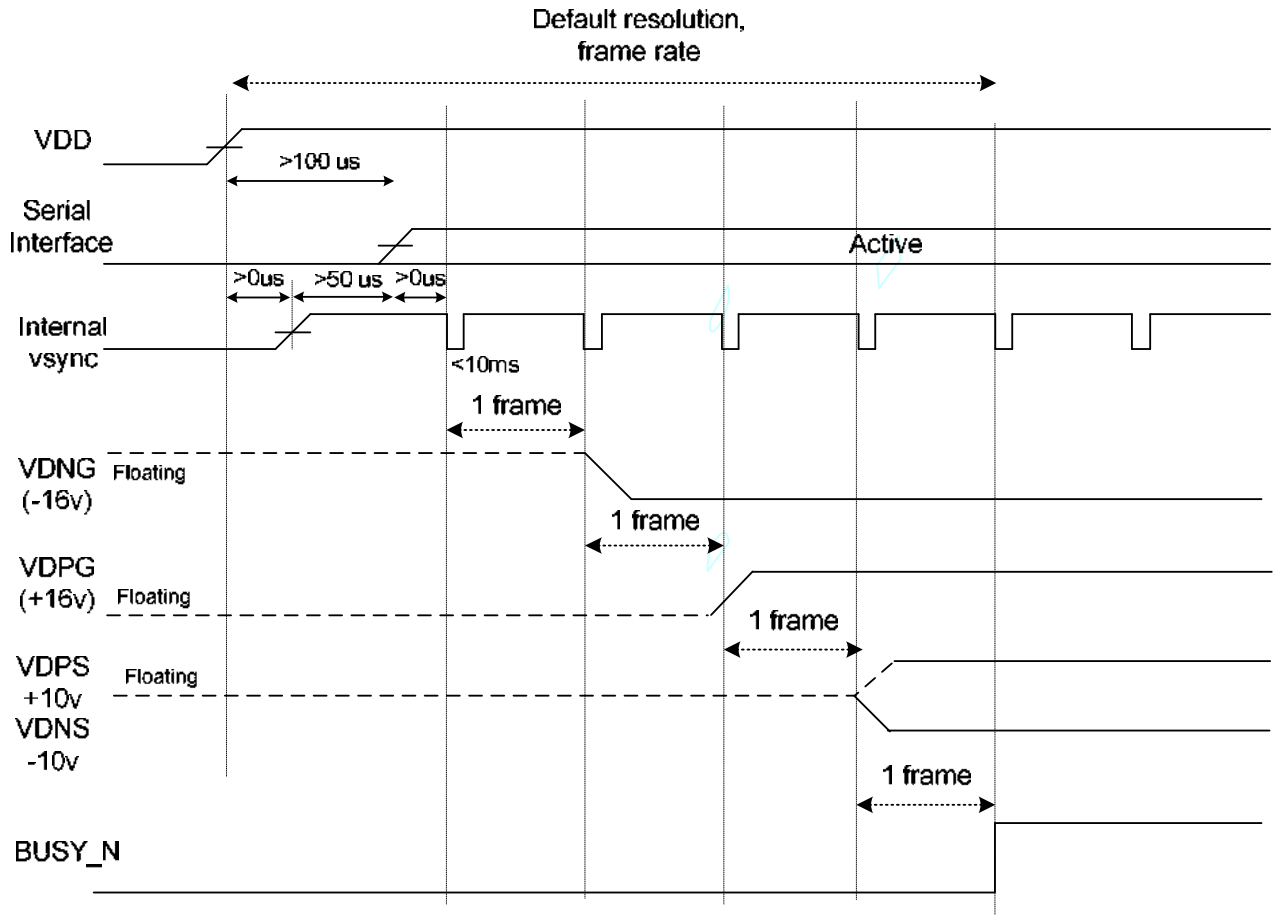 Default resolution,
frame rate
VDD
>100 us
Serial
Interface
Active
>0us
>50 us
>0us
Internal
vsync
<10ms
1 frame
VDNG
(-16v)
Floating
1 frame
VDPG
(+16v)
Floating
1 frame
VDPS
+10v
VDNS
-10v
Floating
1 frame
BUSY_N